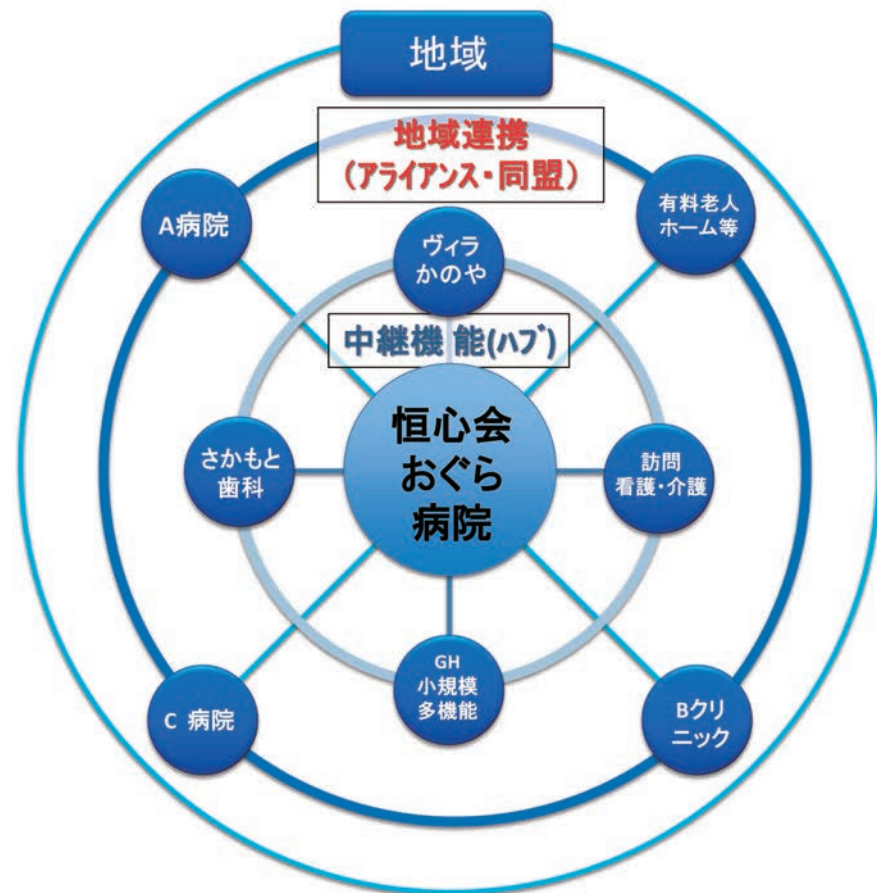 地域
地域連携
（ｱﾗｲｱﾝｽ・同盟）
A病院
有料老人
ホーム等
ヴィラ
かのや
中継機 能(ﾊﾌﾞ)
恒心会
おぐら
病院
さかもと
歯科
訪問
看護・介護
GH
小規模
多機能
C 病院
Bクリ
ニック